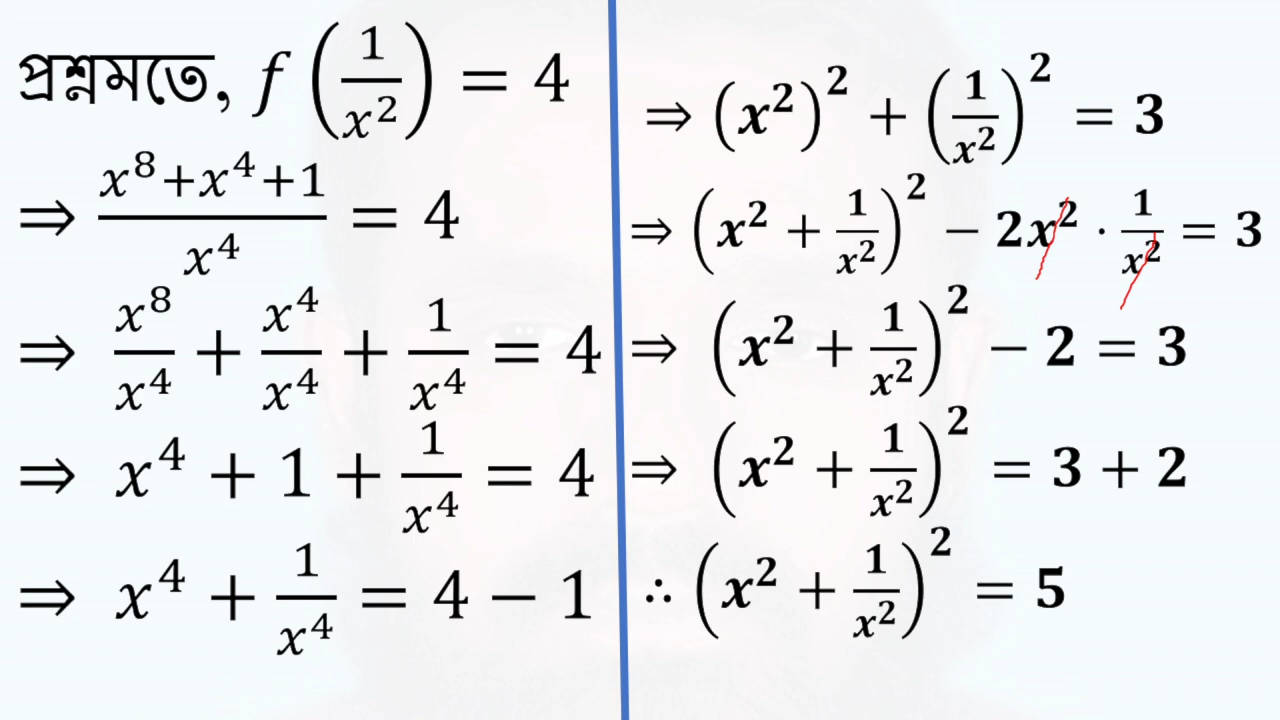 প্রশ্নমতে, f(1/x²) = 4
⇒ (x⁸+x⁴+1)/x⁴ = 4
⇒ x⁸/x⁴ + x⁴/x⁴ + 1/x⁴ = 4
⇒ x⁴ + 1 + 1/x⁴ = 4
⇒ x⁴ + 1/x⁴ = 4 − 1
⇒ (x²)² + (1/x²)² = 3
⇒ (x² + 1/x²)² − 2x² · 1/x² = 3
⇒ (x² + 1/x²)² − 2 = 3
⇒ (x² + 1/x²)² = 3 + 2
∴ (x² + 1/x²)² = 5